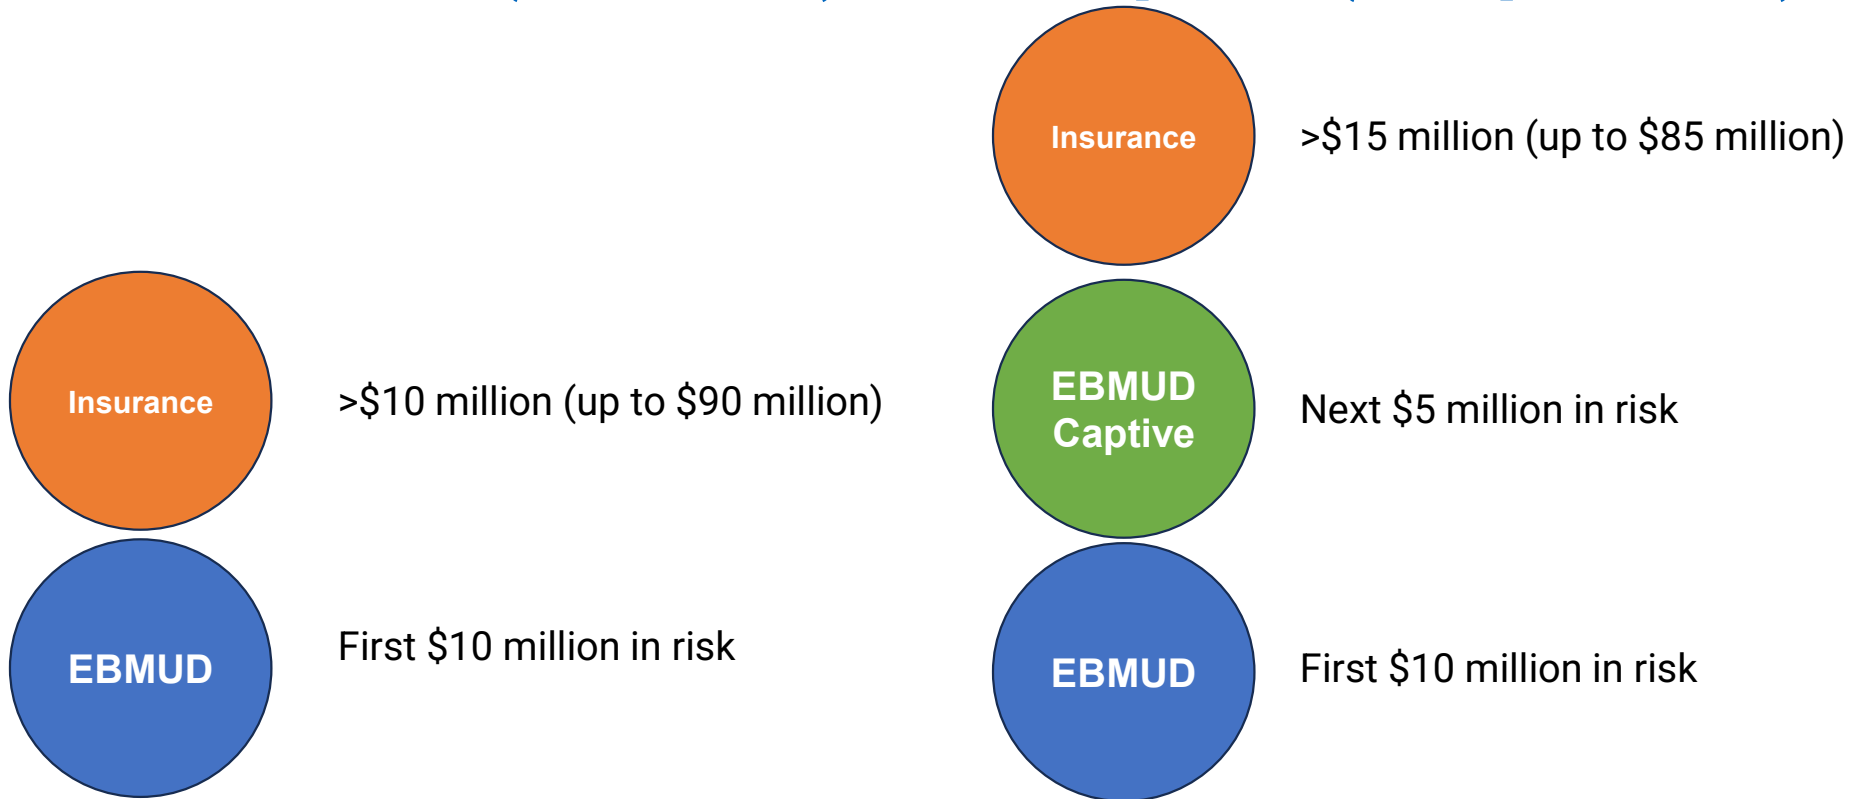 Insurance
>$10 million (up to $90 million)
EBMUD
First $10 million in risk
Insurance
>$15 million (up to $85 million)
EBMUD
Captive
Next $5 million in risk
EBMUD
First $10 million in risk